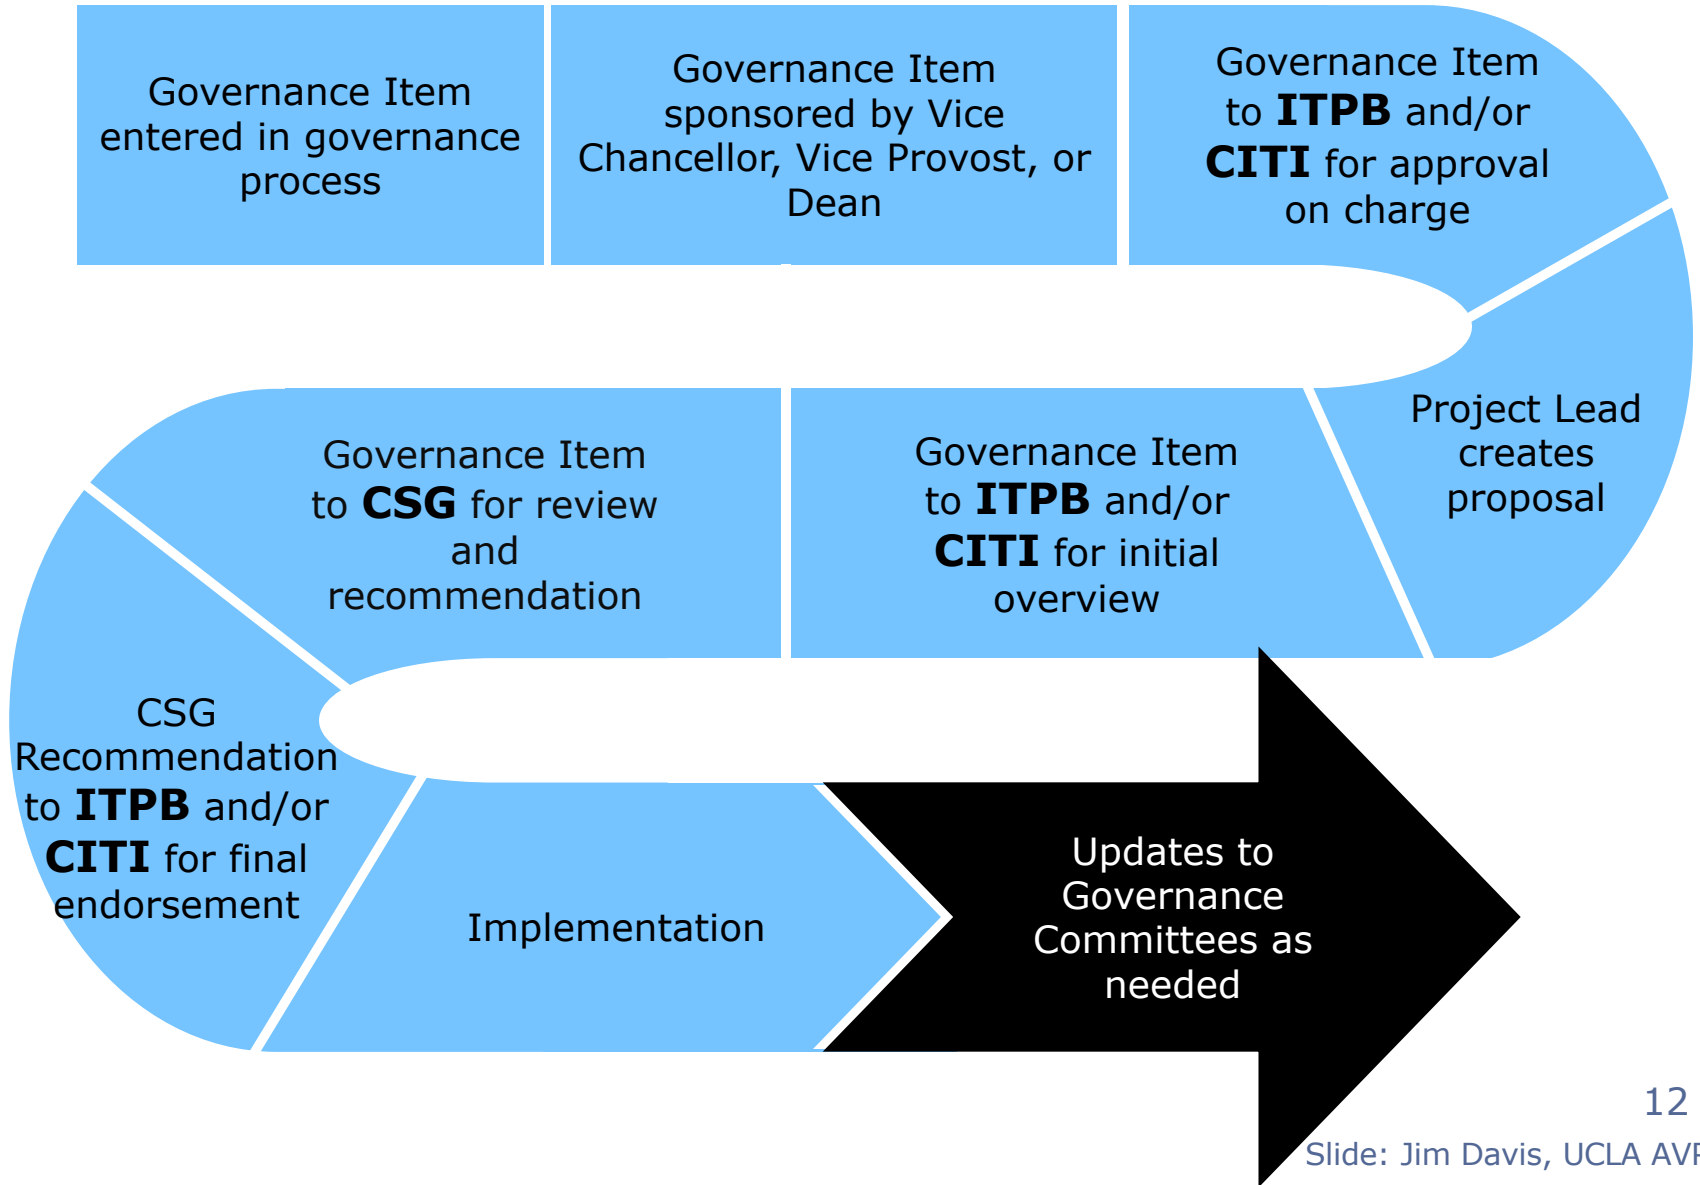 Governance Item
entered in governance
process
Governance Item
sponsored by Vice
Chancellor, Vice Provost, or
Dean
Governance Item
to ITPB and/or
CITI for approval
on charge
Project Lead
creates
proposal
Governance Item
to ITPB and/or
CITI for initial
overview
Governance Item
to CSG for review
and
recommendation
CSG
Recommendation
to ITPB and/or
CITI for final
endorsement
Implementation
Updates to
Governance
Committees as
needed
12
Slide: Jim Davis, UCLA AVP